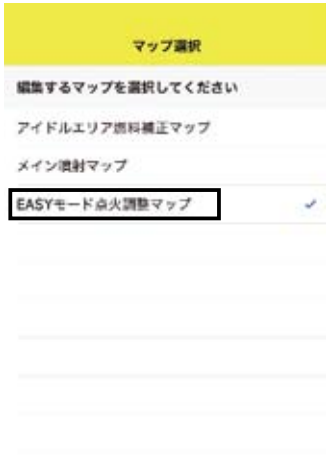 マップ選択
編集するマップを選択してください
アイドルエリア燃料補正マップ
メイン噴射マップ
EASYモード点火調整マップ